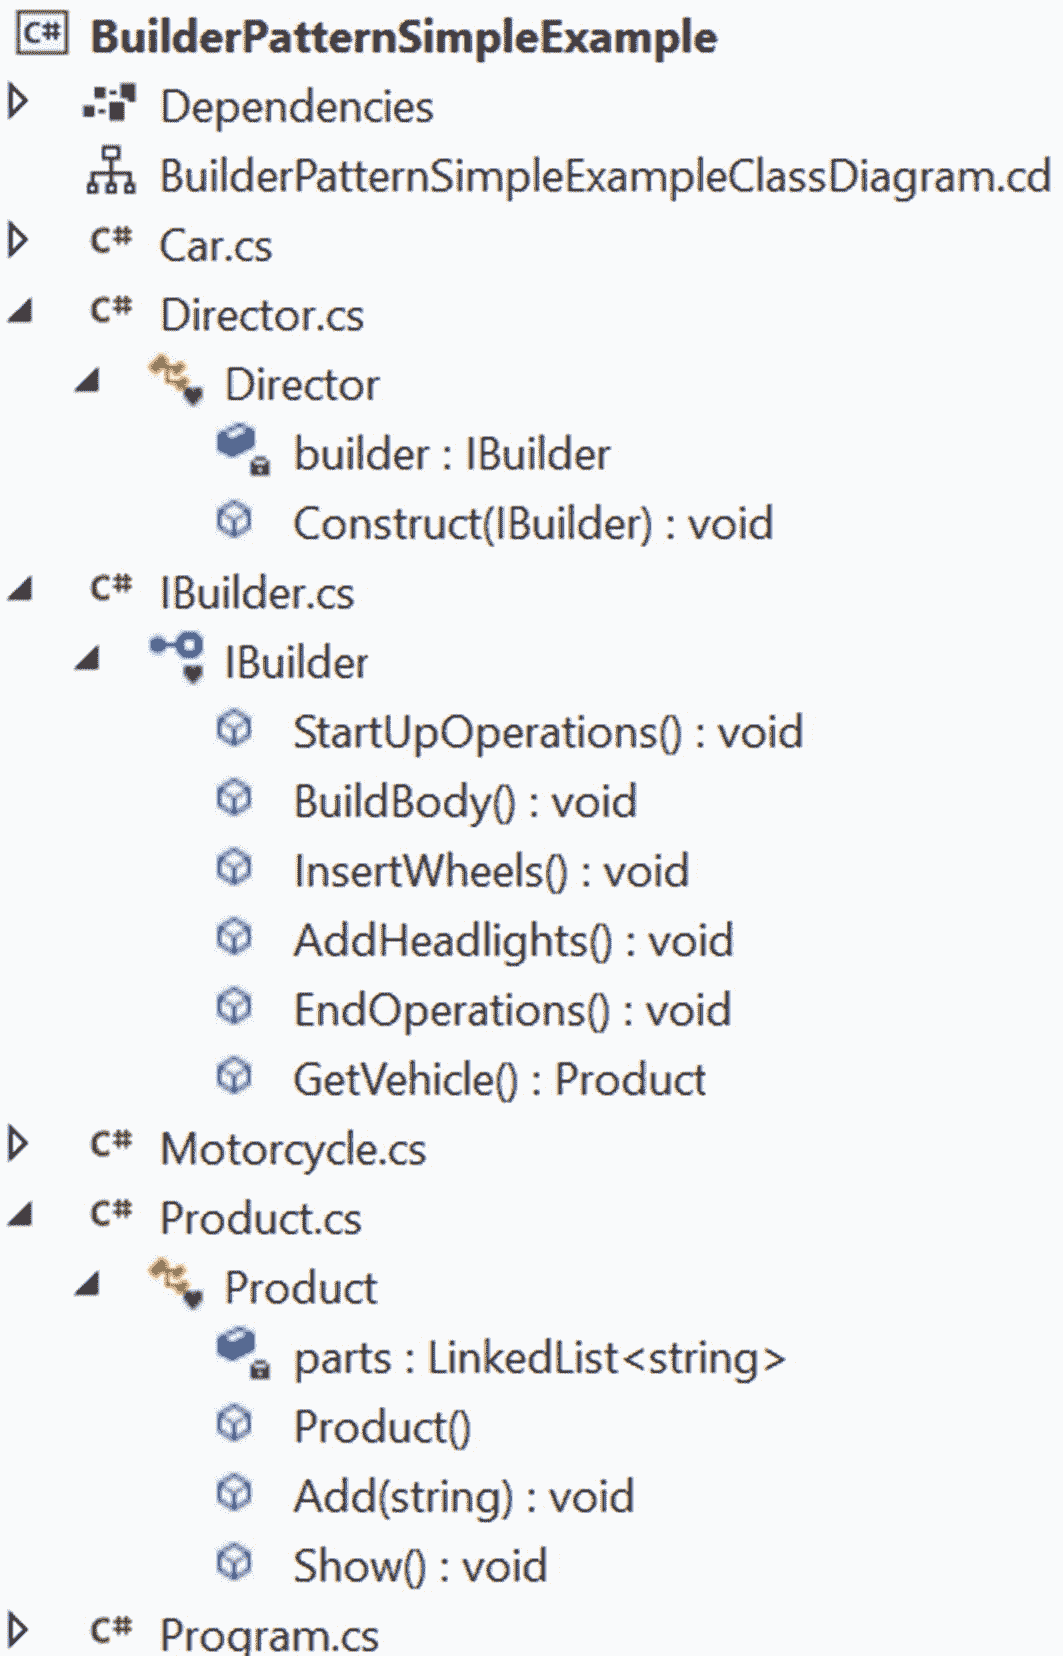 C# BuilderPatternSimpleExample
Dependencies
BuilderPatternSimpleExampleClassDiagram.cd
C# Car.cs
C# Director.cs
Director
builder : IBuilder
Construct(IBuilder) : void
C# IBuilder.cs
IBuilder
StartUpOperations() : void
BuildBody() : void
InsertWheels() : void
AddHeadlights() : void
EndOperations() : void
GetVehicle() : Product
C# Motorcycle.cs
C# Product.cs
Product
parts : LinkedList<string>
Product()
Add(string) : void
Show() : void
C# Program.cs